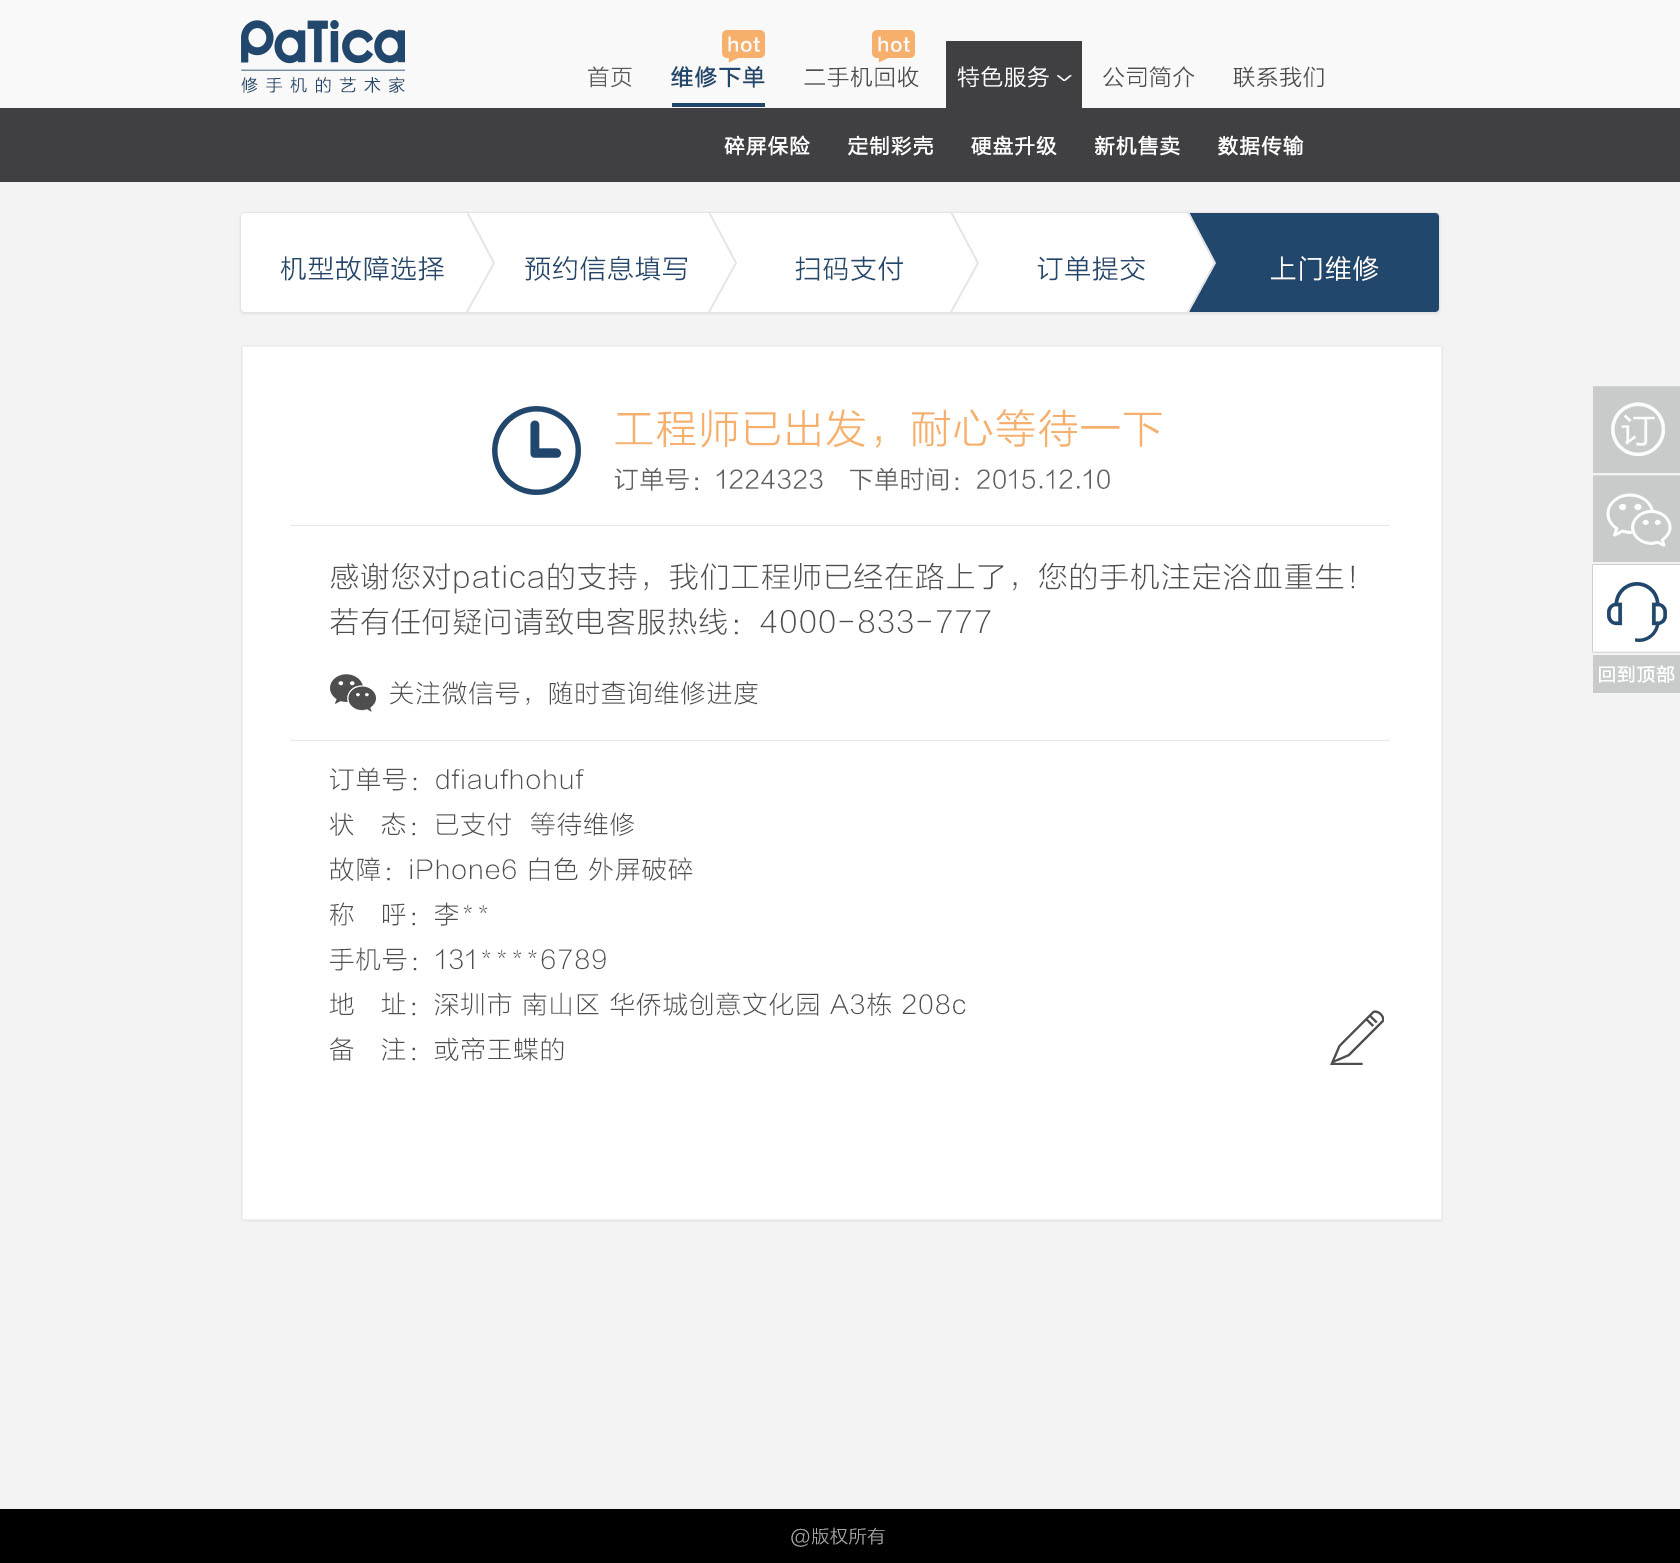 PaTica
修手机的艺术家
hot hot
首页 维修下单 二手机回收 特色服务 公司简介 联系我们
碎屏保险 定制彩壳 硬盘升级 新机售卖 数据传输
机型故障选择 预约信息填写 扫码支付 订单提交 上门维修
工程师已出发，耐心等待一下
订单号：1224323 下单时间：2015.12.10
订
感谢您对patica的支持，我们工程师已经在路上了，您的手机注定浴血重生！
若有任何疑问请致电客服热线：4000-833-777
回到顶部
关注微信号，随时查询维修进度
订单号：dfiaufhohuf
状 态：已支付 等待维修
故障：iPhone6 白色 外屏破碎
称 呼：李**
手机号：131****6789
地 址：深圳市 南山区 华侨城创意文化园 A3栋 208c
备 注：或帝王蝶的
@版权所有